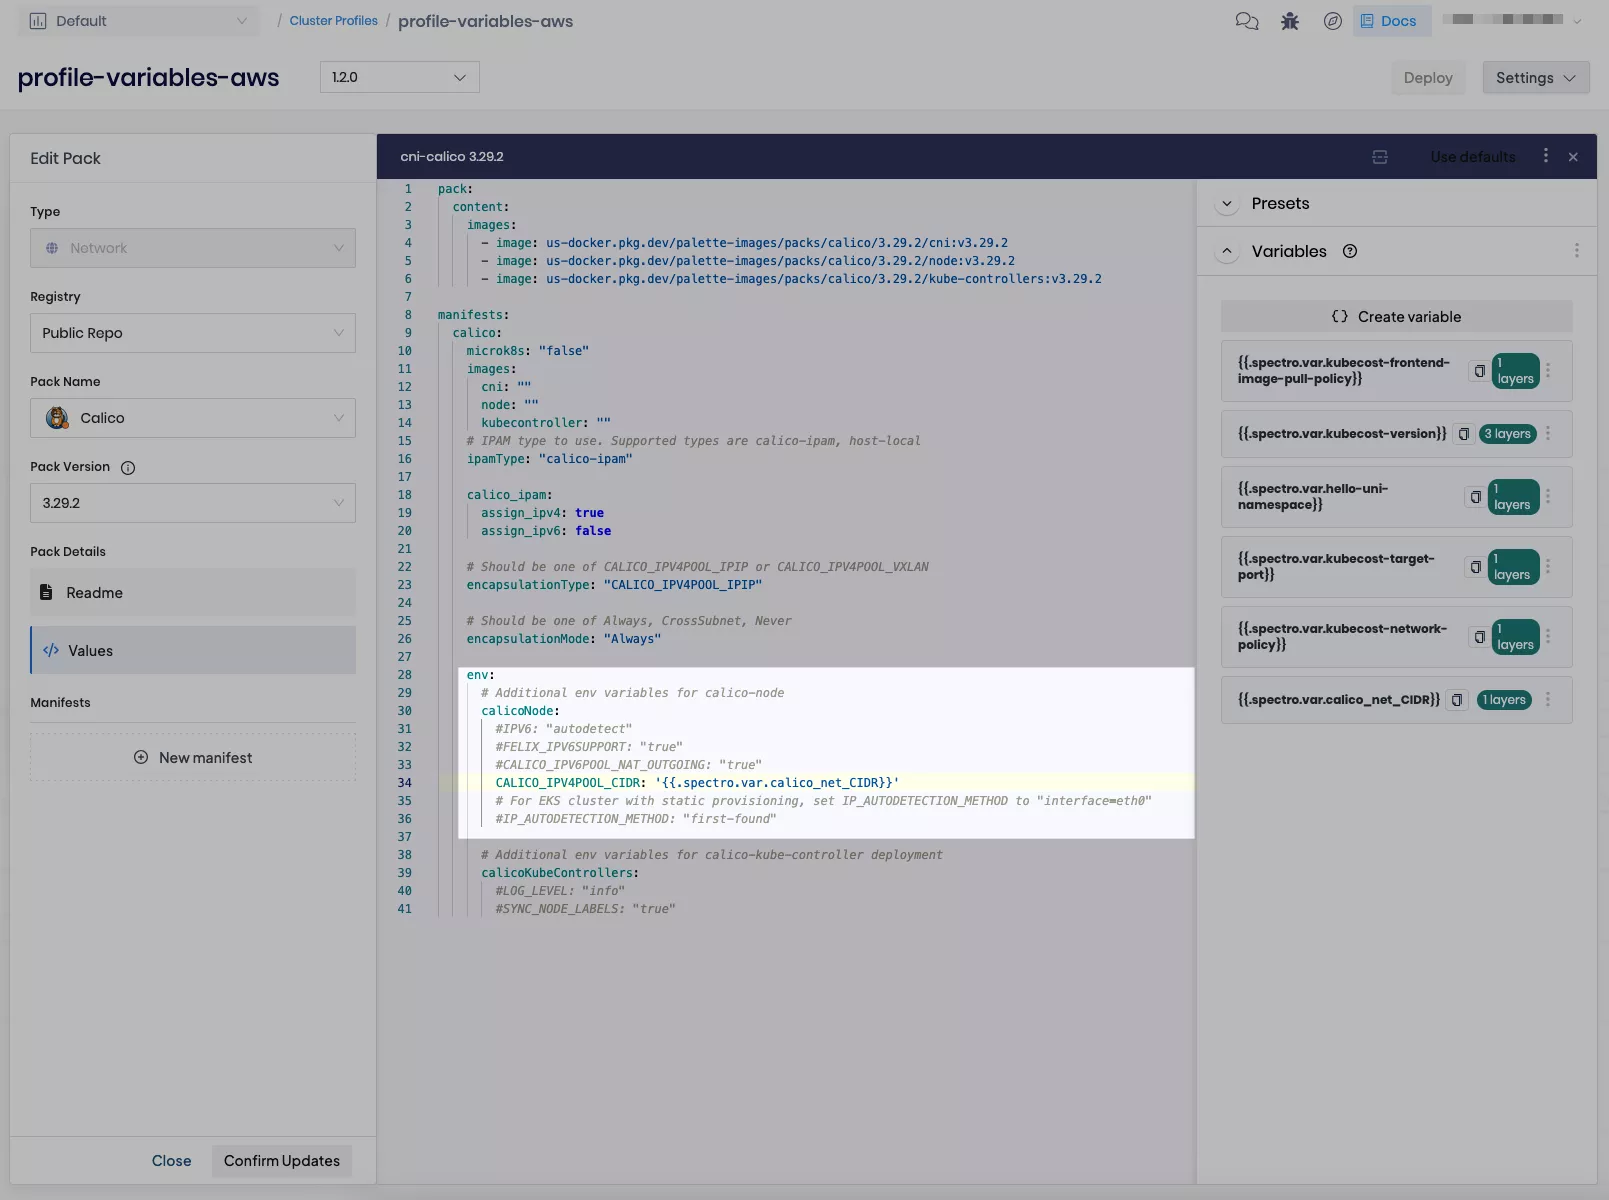 Default
/ Cluster Profiles / profile-variables-aws
Docs
profile-variables-aws
1.2.0
Deploy
Settings
Edit Pack
Type
Network
Registry
Public Repo
Pack Name
Calico
Pack Version
3.29.2
Pack Details
Readme
Values
Manifests
New manifest
Close
Confirm Updates
cni-calico 3.29.2
Use defaults
1 pack:
2 content:
3 images:
4 - image: us-docker.pkg.dev/palette-images/packs/calico/3.29.2/cni:v3.29.2
5 - image: us-docker.pkg.dev/palette-images/packs/calico/3.29.2/node:v3.29.2
6 - image: us-docker.pkg.dev/palette-images/packs/calico/3.29.2/kube-controllers:v3.29.2
7
8 manifests:
9 calico:
10 microk8s: "false"
11 images:
12 cni: ""
13 node: ""
14 kubecontroller: ""
15 # IPAM type to use. Supported types are calico-ipam, host-local
16 ipamType: "calico-ipam"
17
18 calico_ipam:
19 assign_ipv4: true
20 assign_ipv6: false
21
22 # Should be one of CALICO_IPV4POOL_IPIP or CALICO_IPV4POOL_VXLAN
23 encapsulationType: "CALICO_IPV4POOL_IPIP"
24
25 # Should be one of Always, CrossSubnet, Never
26 encapsulationMode: "Always"
27
28 env:
29 # Additional env variables for calico-node
30 calicoNode:
31 #IPV6: "autodetect"
32 #FELIX_IPV6SUPPORT: "true"
33 #CALICO_IPV6POOL_NAT_OUTGOING: "true"
34 CALICO_IPV4POOL_CIDR: '{{.spectro.var.calico_net_CIDR}}'
35 # For EKS cluster with static provisioning, set IP_AUTODETECTION_METHOD to "interface=eth0"
36 #IP_AUTODETECTION_METHOD: "first-found"
37
38 # Additional env variables for calico-kube-controller deployment
39 calicoKubeControllers:
40 #LOG_LEVEL: "info"
41 #SYNC_NODE_LABELS: "true"
Presets
Variables
Create variable
{{.spectro.var.kubecost-frontend-
image-pull-policy}}
1
layers
{{.spectro.var.kubecost-version}}
3 layers
{{.spectro.var.hello-uni-
namespace}}
1
layers
{{.spectro.var.kubecost-target-
port}}
1
layers
{{.spectro.var.kubecost-network-
policy}}
1
layers
{{.spectro.var.calico_net_CIDR}}
1 layers